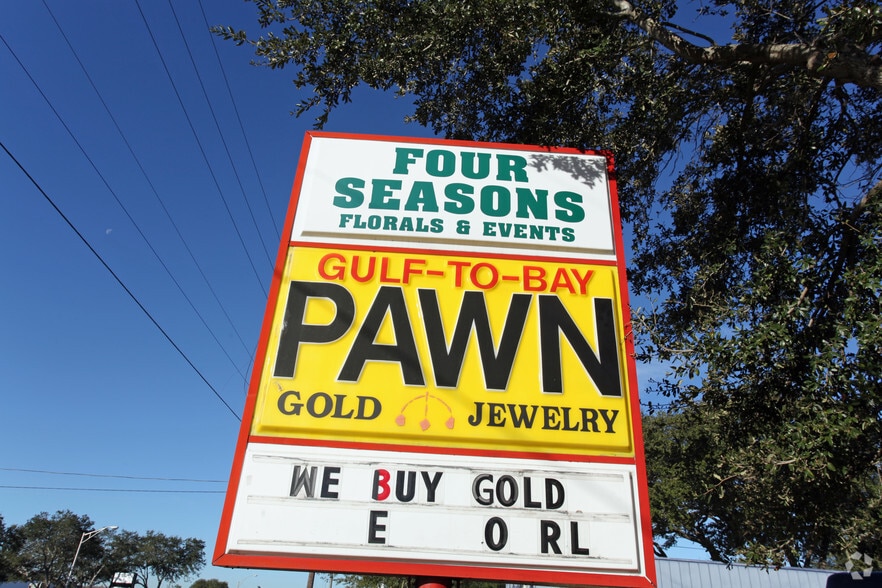 FOUR
SEASONS
FLORALS & EVENTS
GULF-TO-BAY
PAWN
GOLD JEWELRY
WE BUY GOLD
E O RL